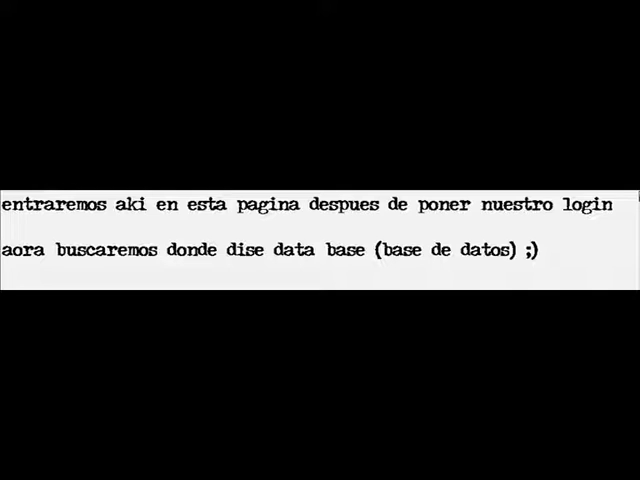 entraremos aki en esta pagina despues de poner nuestro login
aora buscaremos donde dise data base (base de datos) ;)